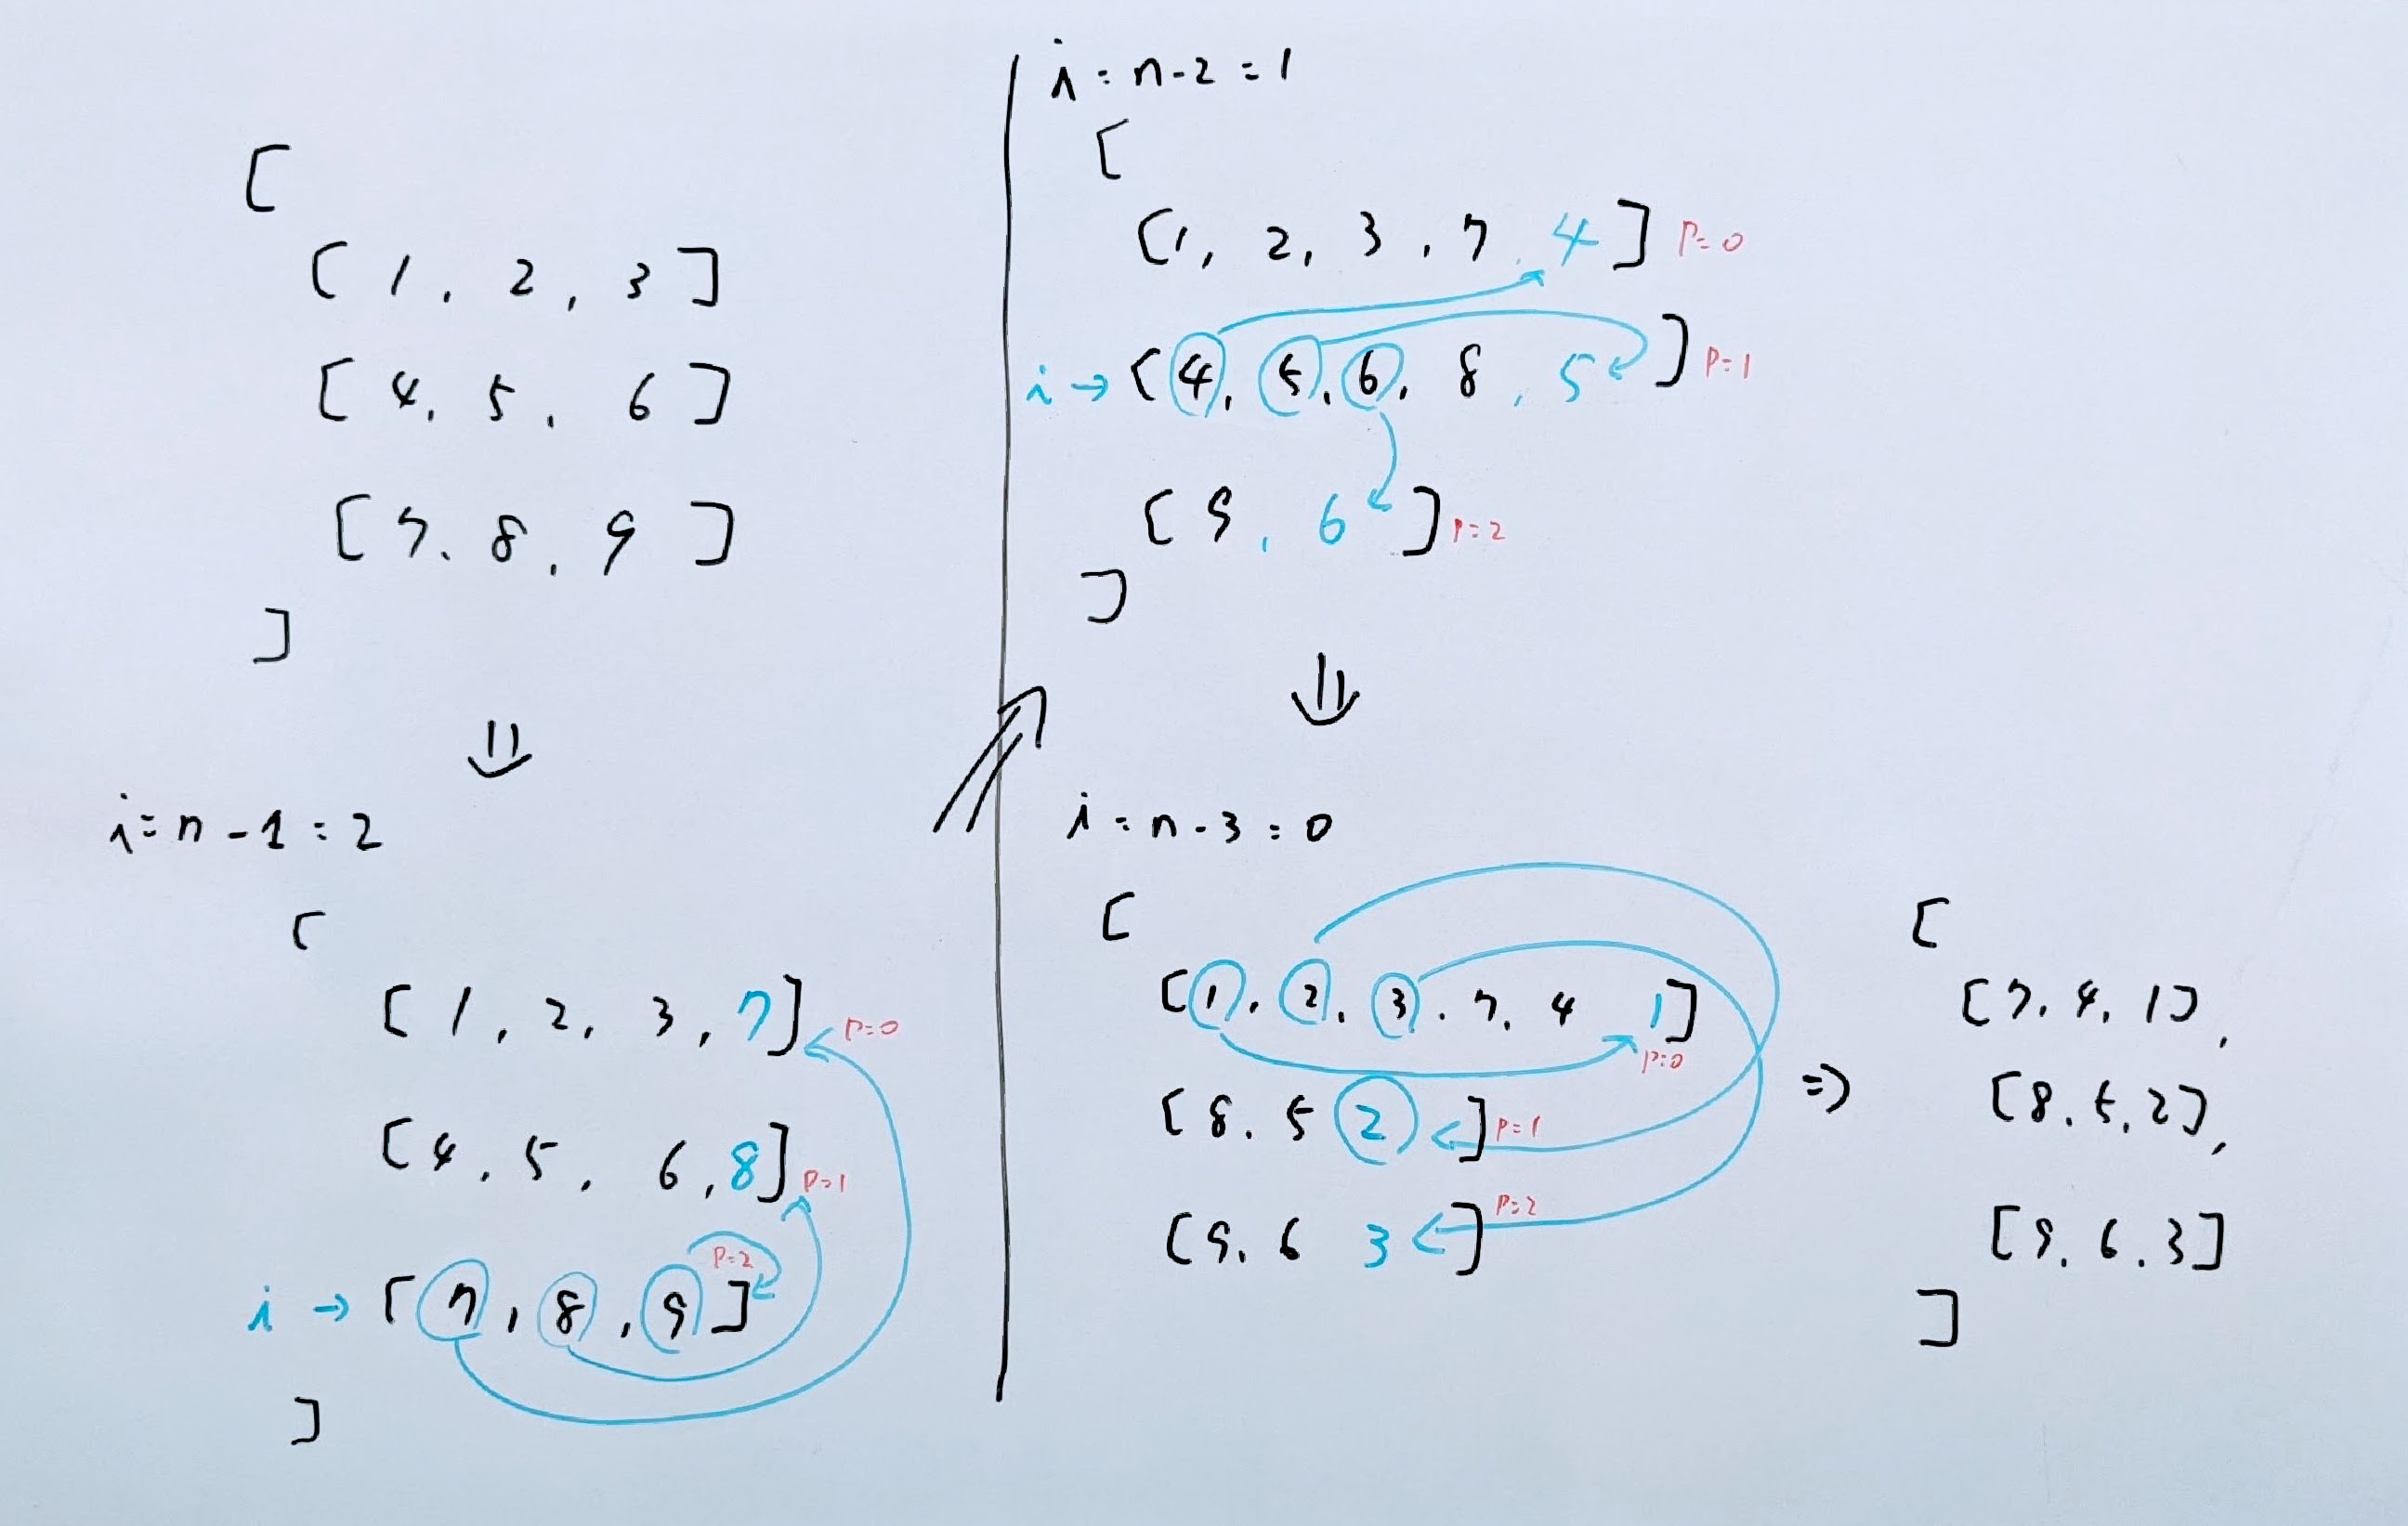 [
[ 1, 2, 3 ]
[ 4, 5, 6 ]
[ 7, 8, 9 ]
]
⇓
i = n - 1 = 2
[
[ 1, 2, 3, 7 ] p=0
[ 4, 5, 6, 8 ] p=1
i → [ 7, 8, 9 ] p=2
]
i = n - 2 = 1
[
[ 1, 2, 3, 7, 4 ] p=0
i → [ 4, 5, 6, 8, 5 ] p=1
[ 9, 6 ] p=2
]
⇓
i = n - 3 = 0
[
[ 1, 2, 3, 7, 4 1 ] p=0
[ 8, 5 2 ] p=1
[ 9, 6 3 ] p=2
⇒
[
[ 7, 4, 1 ],
[ 8, 5, 2 ],
[ 9, 6, 3 ]
]